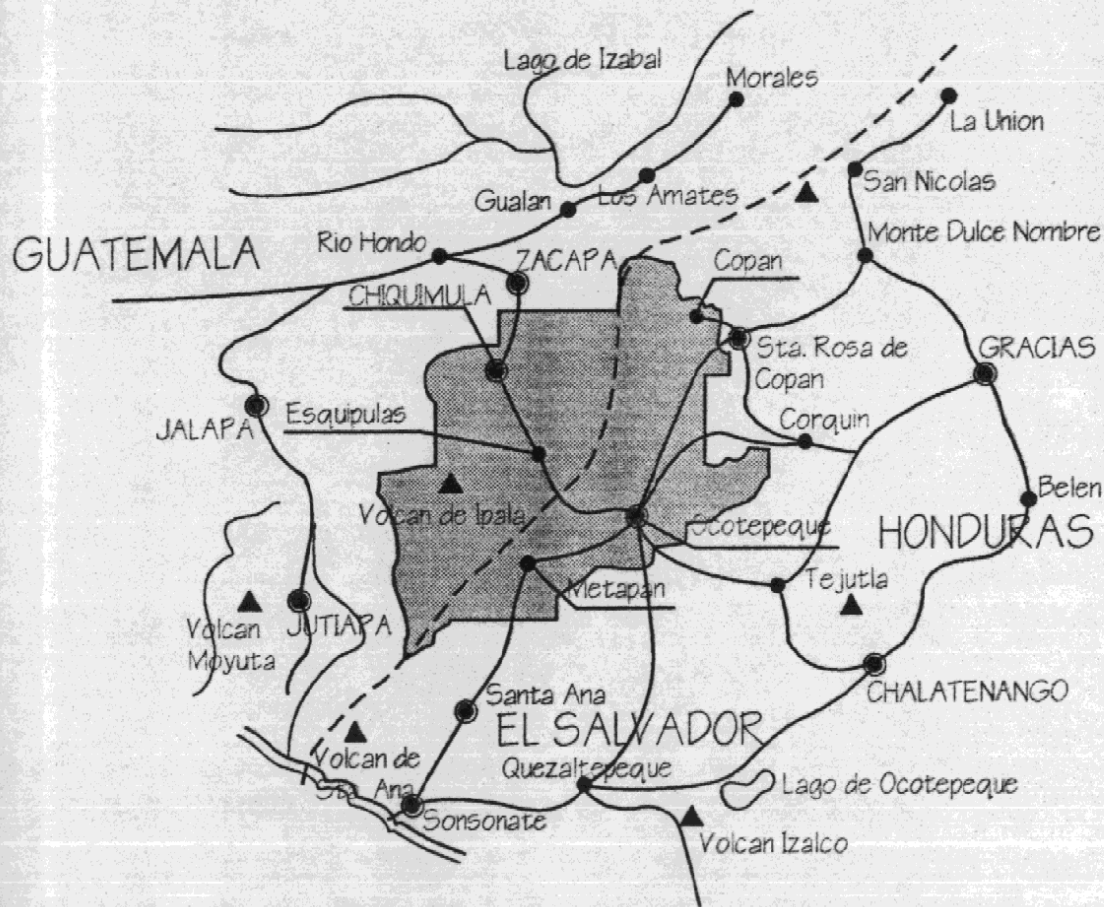 Lago de Izabal
Morales
La Union
San Nicolas
Gualan
Los Amates
Monte Dulce Nombre
GUATEMALA
Rio Hondo
ZACAPA
Copan
CHIQUIMULA
Sta. Rosa de
Copan
GRACIAS
JALAPA
Esquipulas
Corquin
Belen
Volcan de Ipala
Ocotepeque
HONDURAS
Metapan
Tejutla
Volcan
Moyuta
JUTIAPA
CHALATENANGO
Santa Ana
EL SALVADOR
Volcan de
Sta. Ana
Quezaltepeque
Lago de Ocotepeque
Sonsonate
Volcan Izalco